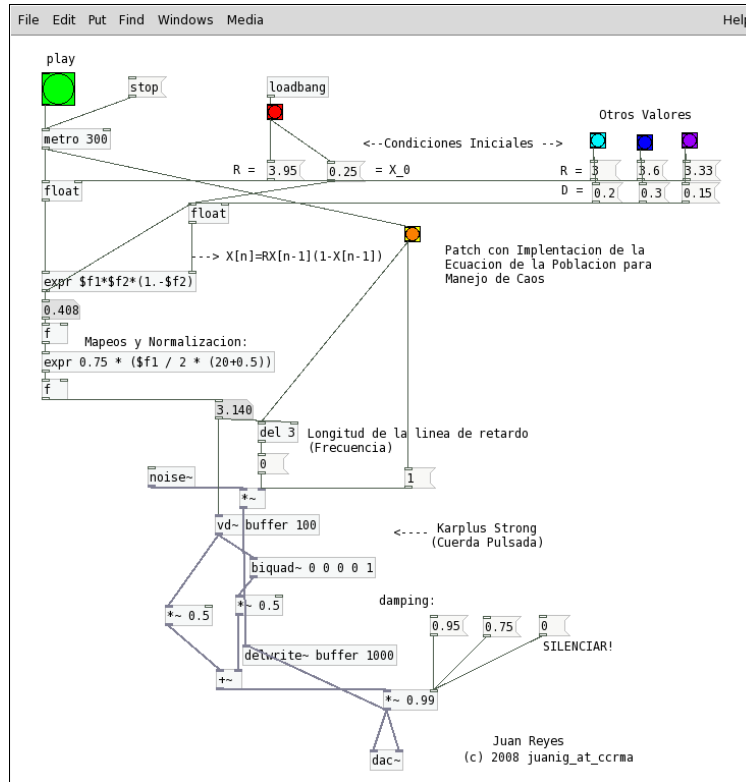 File Edit Put Find Windows Media Help
play
stop
loadbang
Otros Valores
metro 300
<--Condiciones Iniciales -->
R = 3.95 0.25 = X_0
R = 3 3.6 3.33
float
D = 0.2 0.3 0.15
float
---> X[n]=RX[n-1](1-X[n-1])
Patch con Implentacion de la
Ecuacion de la Poblacion para
Manejo de Caos
expr $f1*$f2*(1.-$f2)
0.408
f
Mapeos y Normalizacion:
expr 0.75 * ($f1 / 2 * (20+0.5))
f
3.140
del 3
Longitud de la linea de retardo
(Frecuencia)
0
noise~
1
*~
vd~ buffer 100
<---- Karplus Strong
(Cuerda Pulsada)
biquad~ 0 0 0 0 1
*~ 0.5
*~ 0.5
damping:
0.95 0.75 0
SILENCIAR!
delwrite~ buffer 1000
+~
*~ 0.99
dac~
Juan Reyes
(c) 2008 juanig_at_ccrma